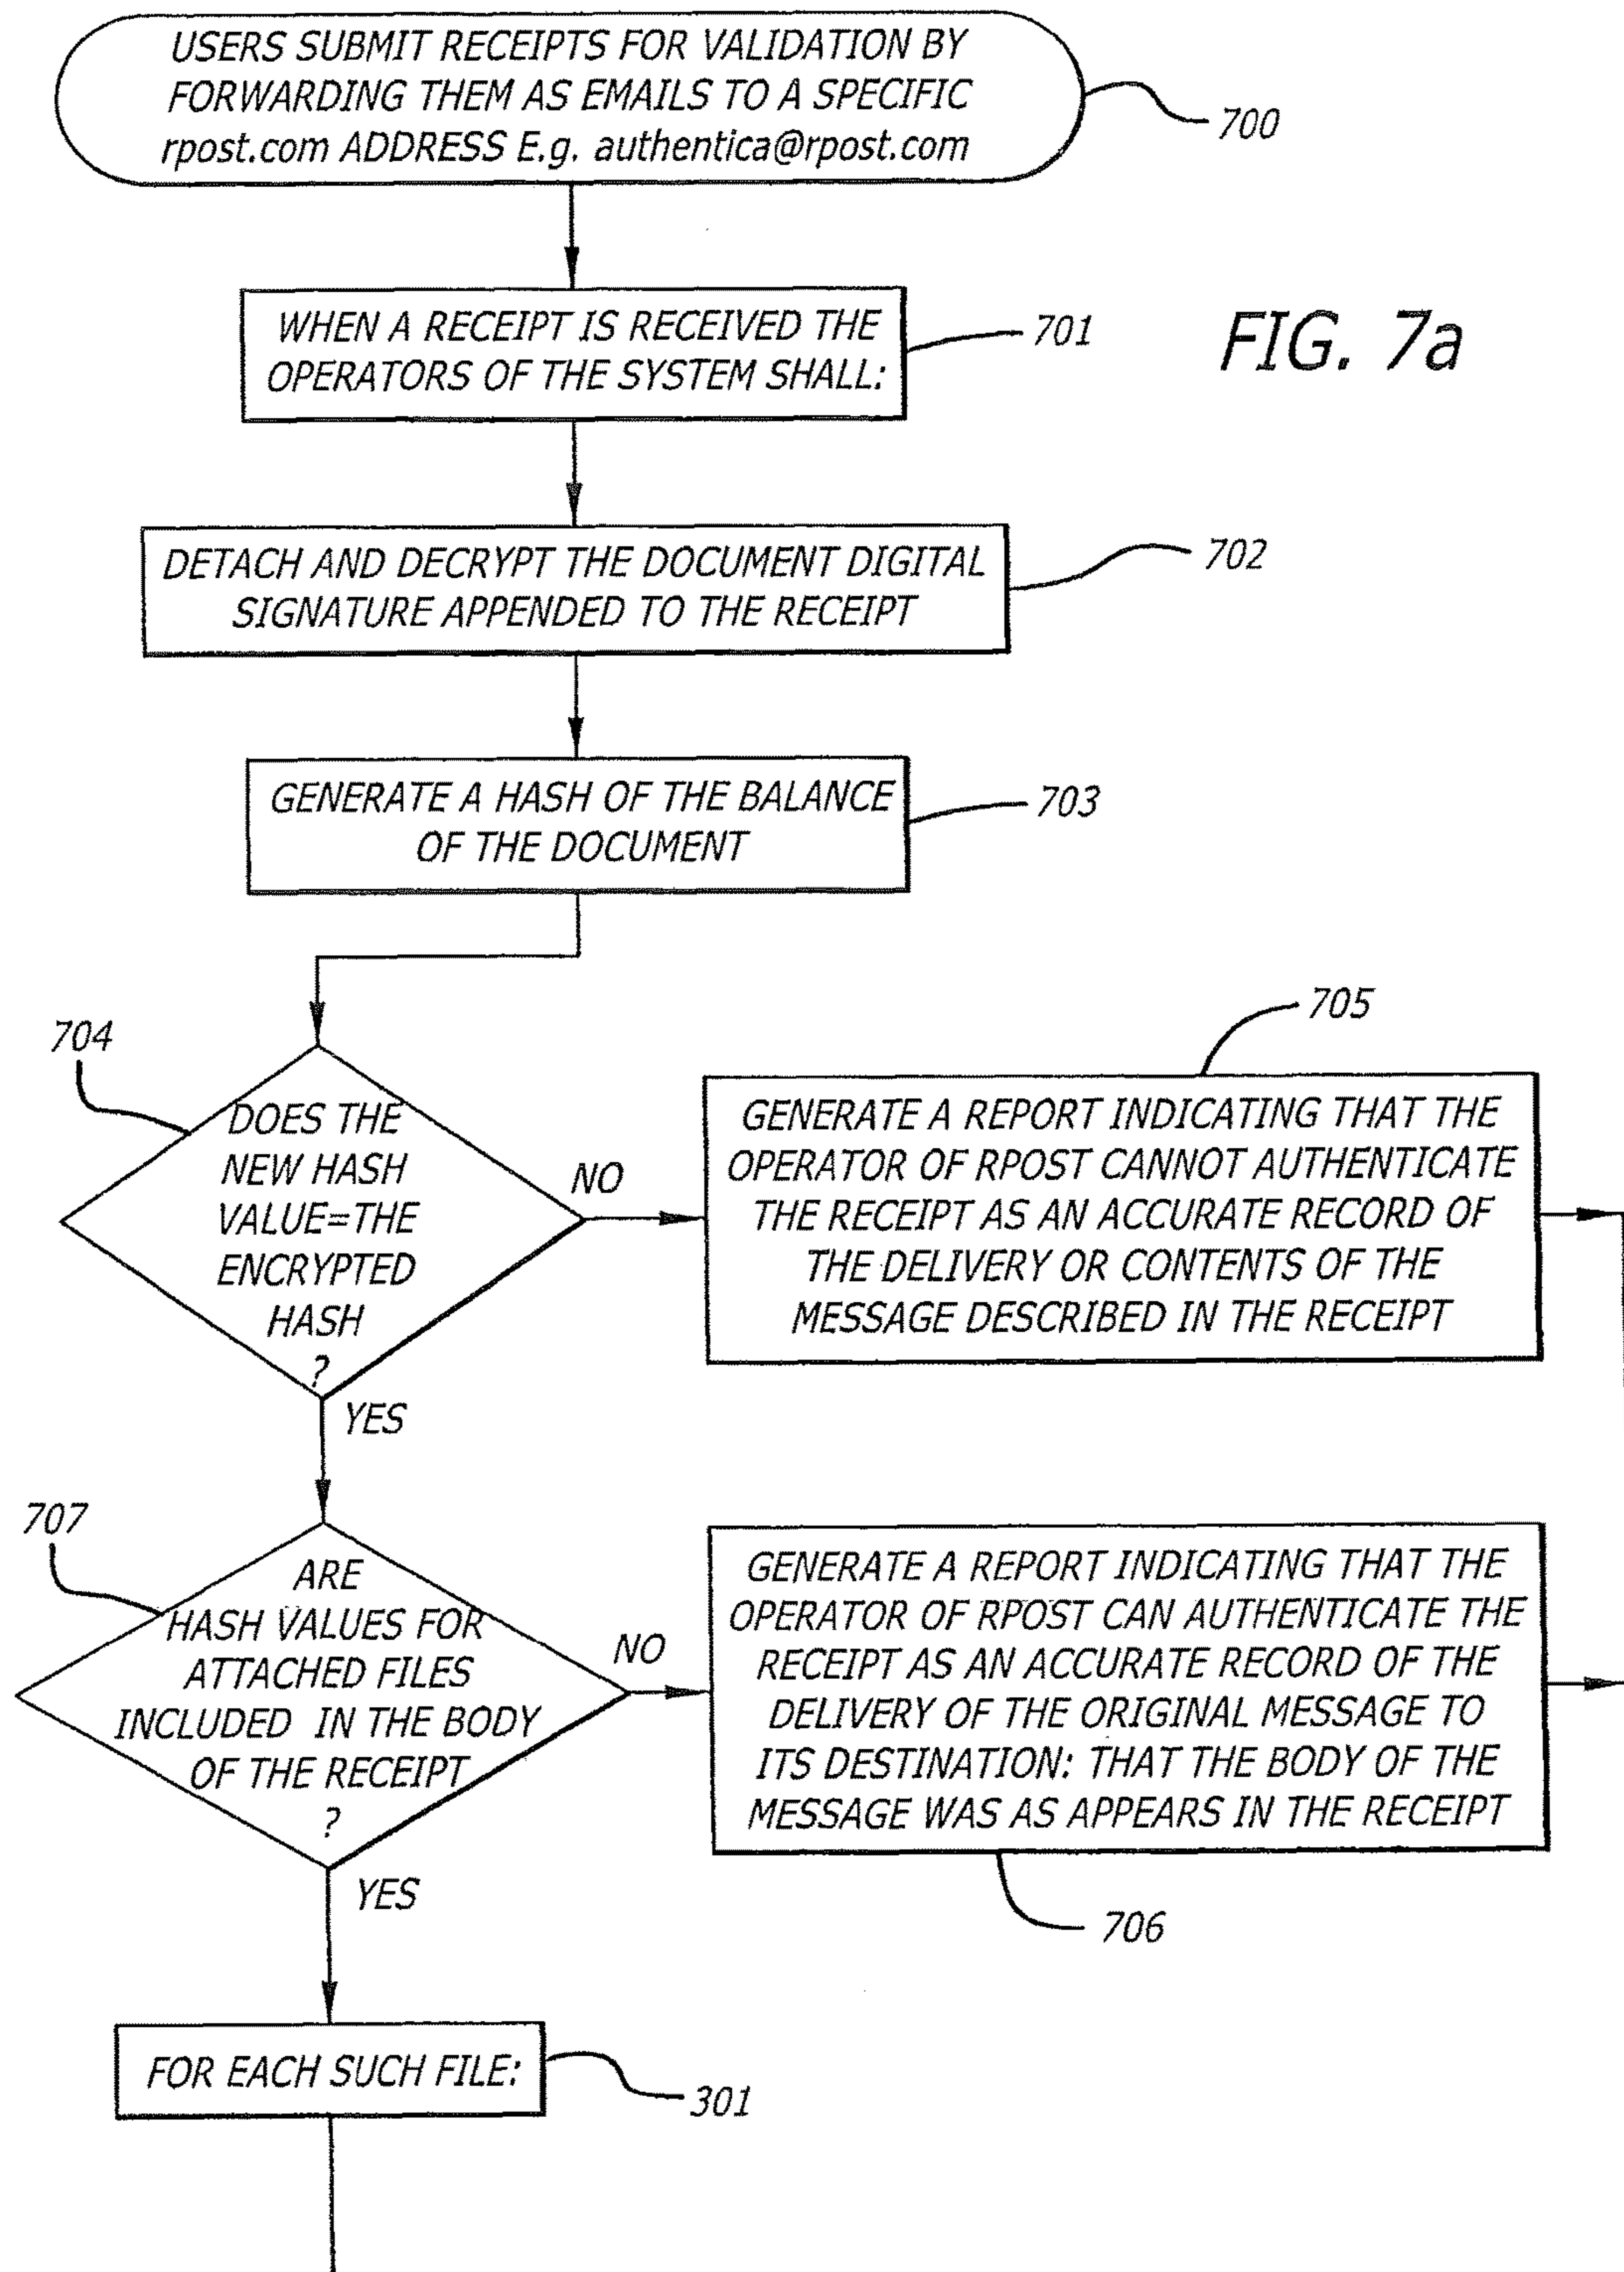 USERS SUBMIT RECEIPTS FOR VALIDATION BY
FORWARDING THEM AS EMAILS TO A SPECIFIC
rpost.com ADDRESS E.g. authentica@rpost.com
700
WHEN A RECEIPT IS RECEIVED THE
OPERATORS OF THE SYSTEM SHALL:
701
FIG. 7a
DETACH AND DECRYPT THE DOCUMENT DIGITAL
SIGNATURE APPENDED TO THE RECEIPT
702
GENERATE A HASH OF THE BALANCE
OF THE DOCUMENT
703
704
DOES THE
NEW HASH
VALUE=THE
ENCRYPTED
HASH
?
NO
YES
705
GENERATE A REPORT INDICATING THAT THE
OPERATOR OF RPOST CANNOT AUTHENTICATE
THE RECEIPT AS AN ACCURATE RECORD OF
THE DELIVERY OR CONTENTS OF THE
MESSAGE DESCRIBED IN THE RECEIPT
707
ARE
HASH VALUES FOR
ATTACHED FILES
INCLUDED IN THE BODY
OF THE RECEIPT
?
NO
YES
GENERATE A REPORT INDICATING THAT THE
OPERATOR OF RPOST CAN AUTHENTICATE THE
RECEIPT AS AN ACCURATE RECORD OF THE
DELIVERY OF THE ORIGINAL MESSAGE TO
ITS DESTINATION: THAT THE BODY OF THE
MESSAGE WAS AS APPEARS IN THE RECEIPT
706
FOR EACH SUCH FILE:
301